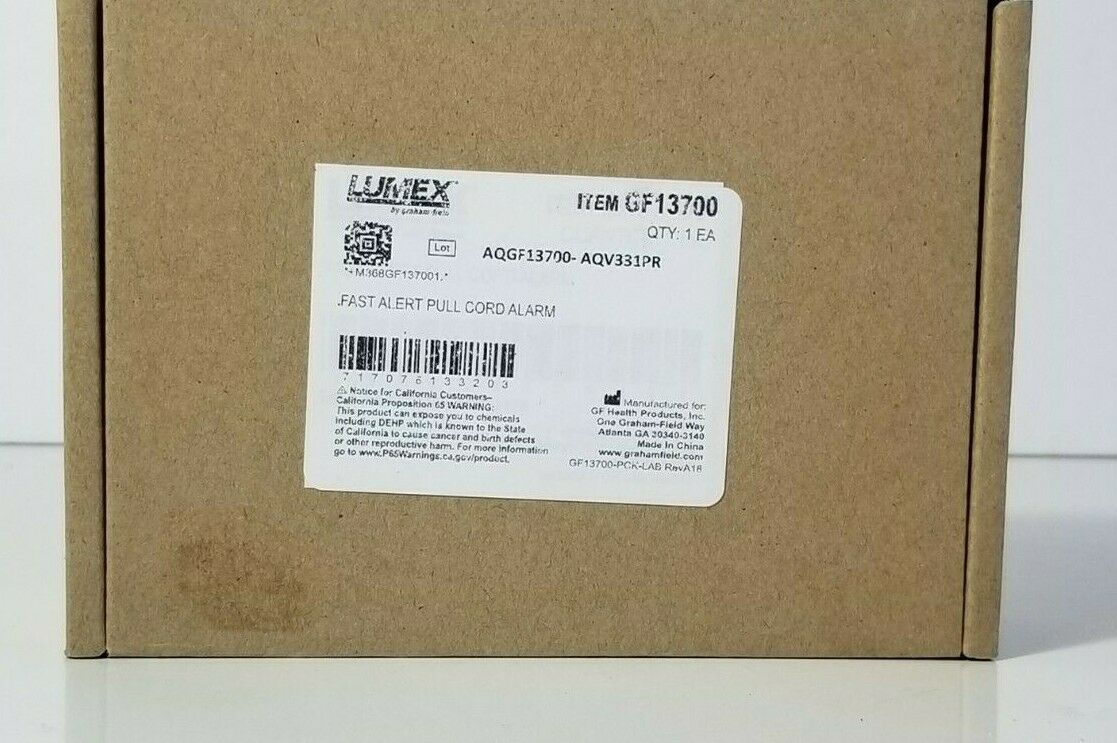 LUMEX
by graham-field
ITEM GF13700
QTY: 1 EA
Lot
AQGF13700- AQV331PR
*+M368GF137001.*
.FAST ALERT PULL CORD ALARM
717076133203
⚠ Notice for California Customers–
California Proposition 65 WARNING:
This product can expose you to chemicals
including DEHP which is known to the State
of California to cause cancer and birth defects
or other reproductive harm. For more information
go to www.P65Warnings.ca.gov/product.
Manufactured for:
GF Health Products, Inc.
One Graham-Field Way
Atlanta GA 30340-3140
Made In China
www.grahamfield.com
GF13700-PCK-LAB RevA18